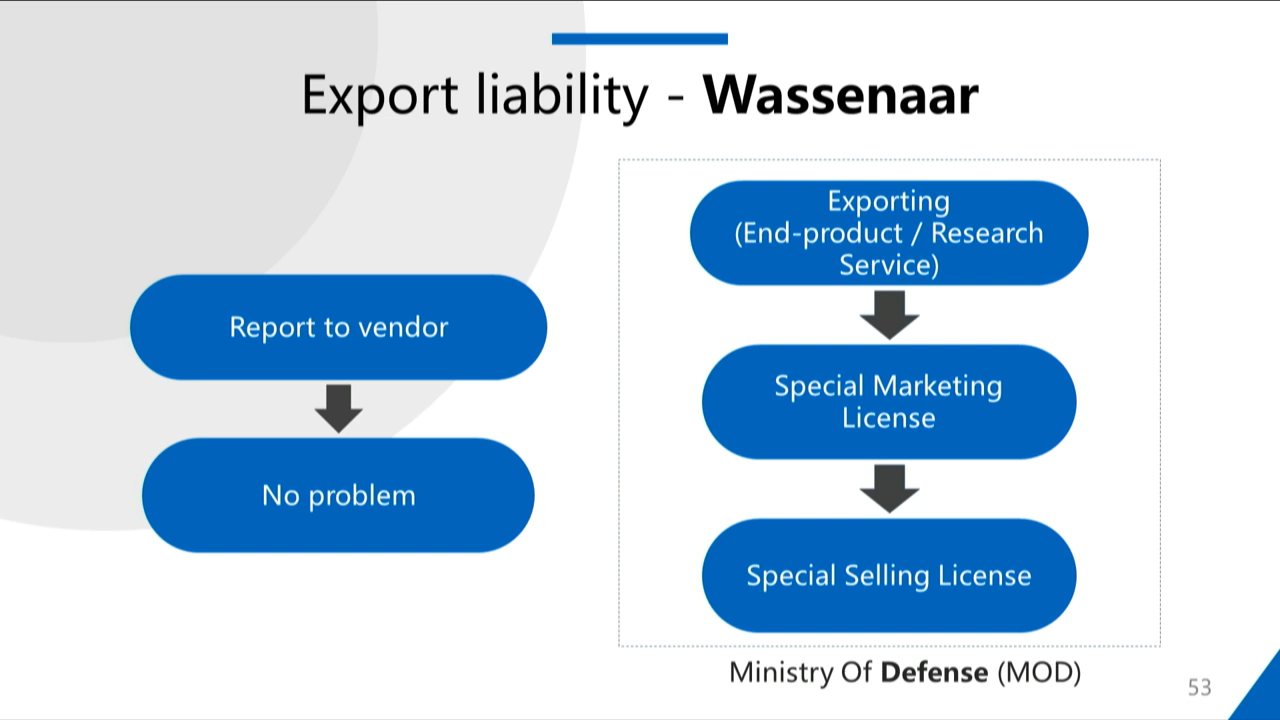 Export liability - Wassenaar
Report to vendor
No problem
Exporting
(End-product / Research
Service)
Special Marketing
License
Special Selling License
Ministry Of Defense (MOD)
53